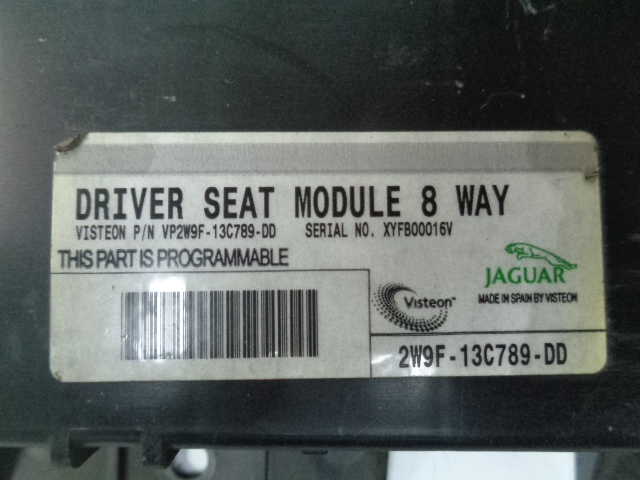 DRIVER SEAT MODULE 8 WAY
VISTEON P/N VP2W9F-13C789-DD SERIAL NO. XYFB00016V
THIS PART IS PROGRAMMABLE
JAGUAR
MADE IN SPAIN BY VISTEON
Visteon™
2W9F-13C789-DD